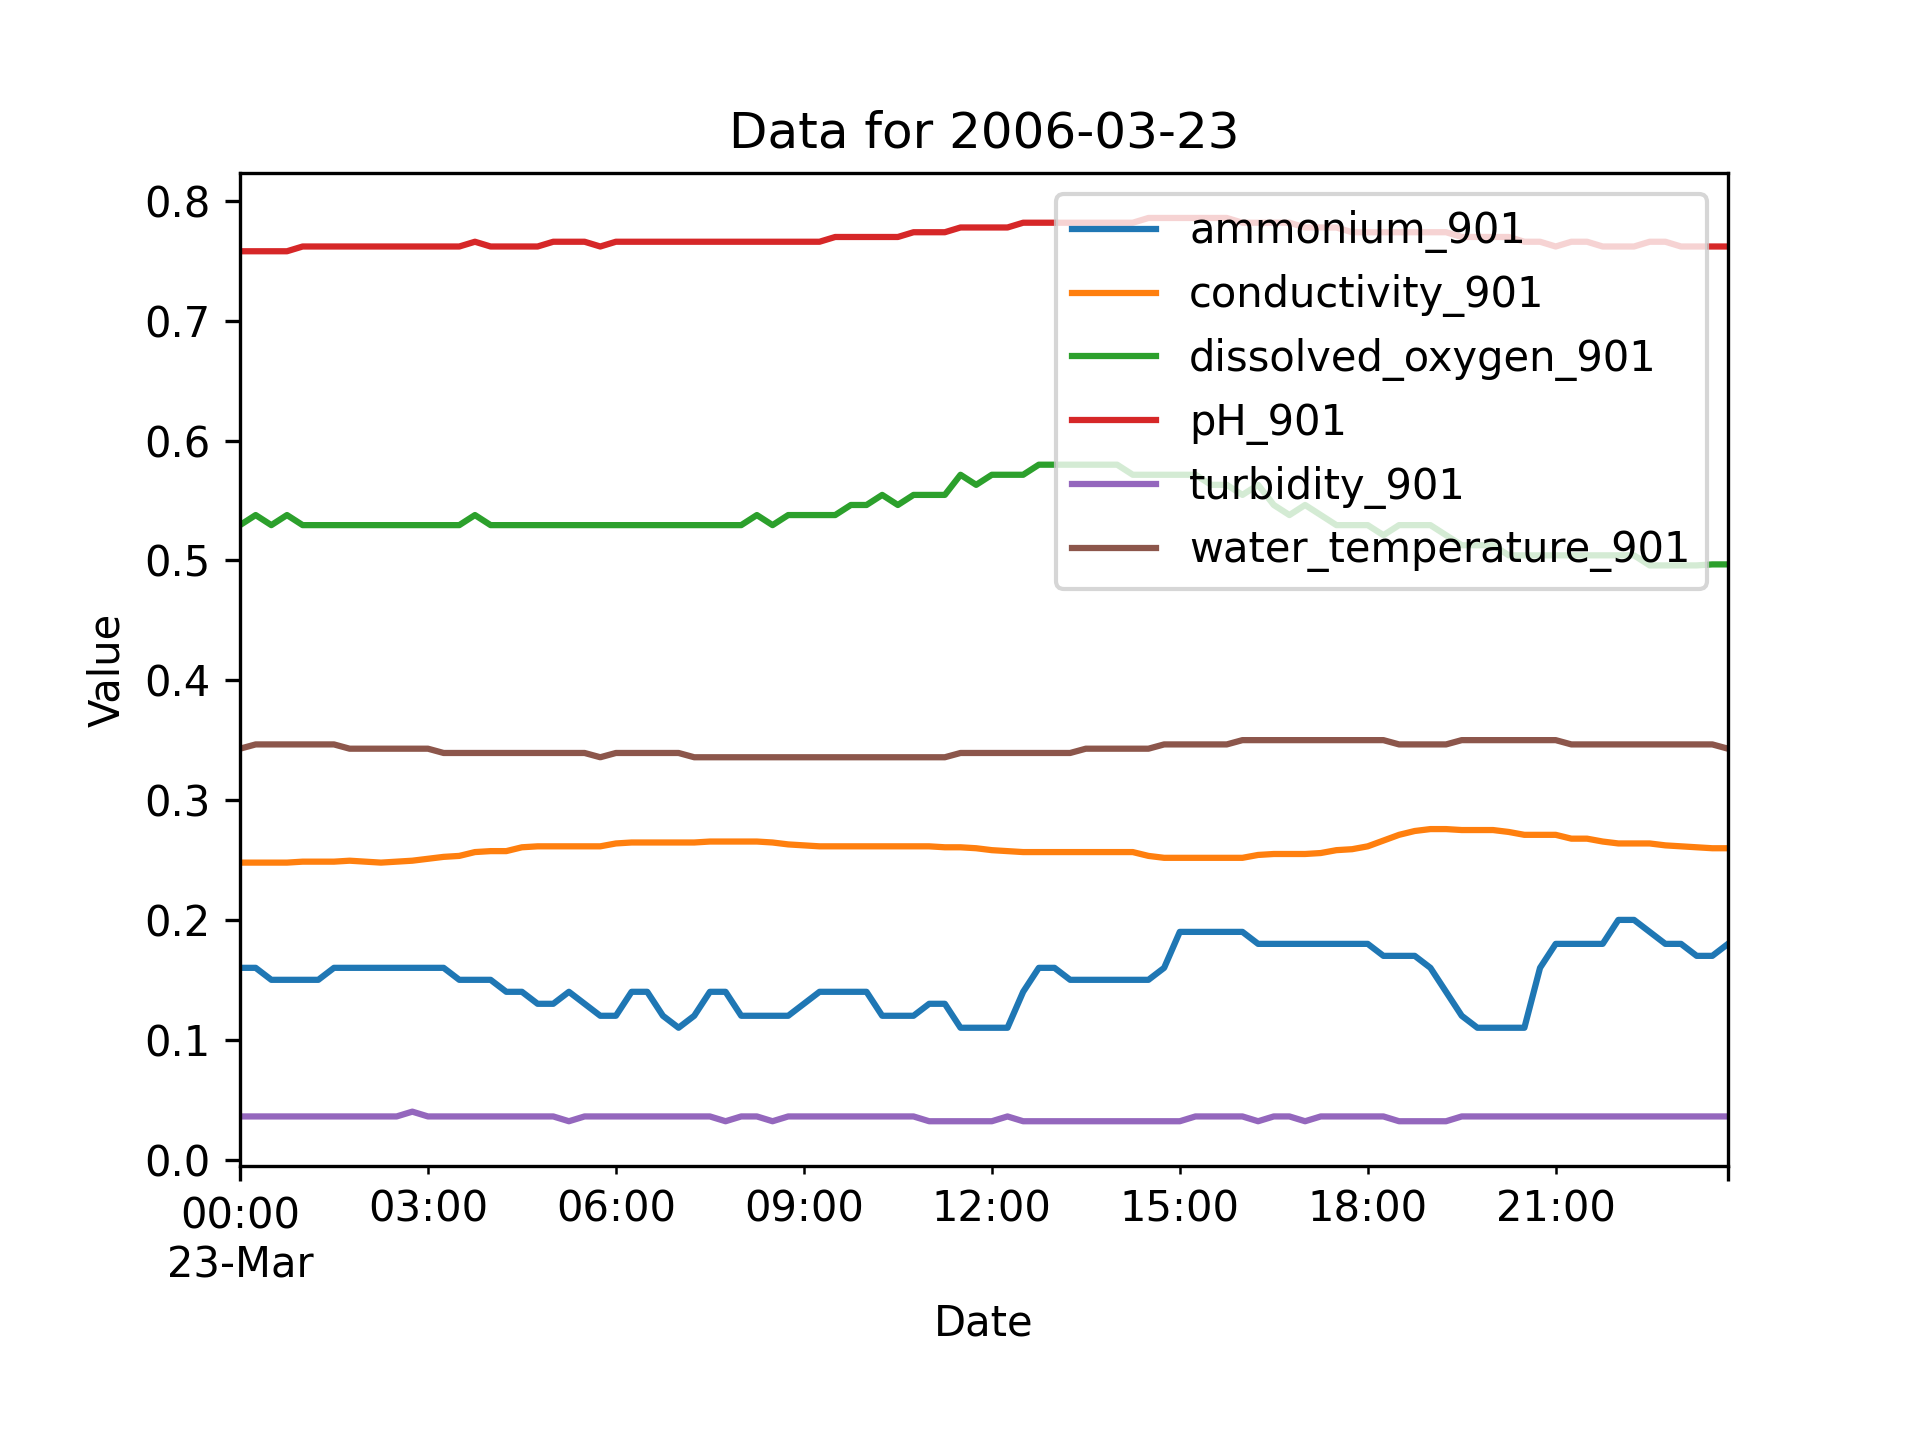 Data for 2006-03-23
0.8
0.7
0.6
0.5
0.4
0.3
0.2
0.1
0.0
Value
ammonium_901
conductivity_901
dissolved_oxygen_901
pH_901
turbidity_901
water_temperature_901
00:00 03:00 06:00 09:00 12:00 15:00 18:00 21:00
23-Mar
Date